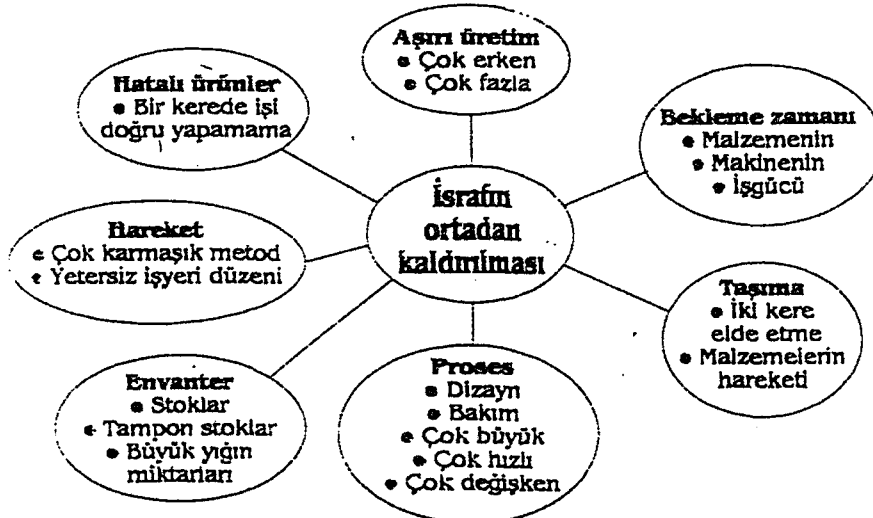 Aşırı üretim
• Çok erken
• Çok fazla
Hatalı ürünler
• Bir kerede işi
doğru yapamama
Bekleme zamanı
• Malzemenin
• Makinenin
• İşgücü
İsrafın
ortadan
kaldırılması
Hareket
• Çok karmaşık metod
• Yetersiz işyeri düzeni
Taşıma
• İki kere
elde etme
• Malzemelerin
hareketi
Envanter
• Stoklar
• Tampon stoklar
• Büyük yığın
miktarları
Proses
• Dizayn
• Bakım
• Çok büyük
• Çok hızlı
• Çok değişken